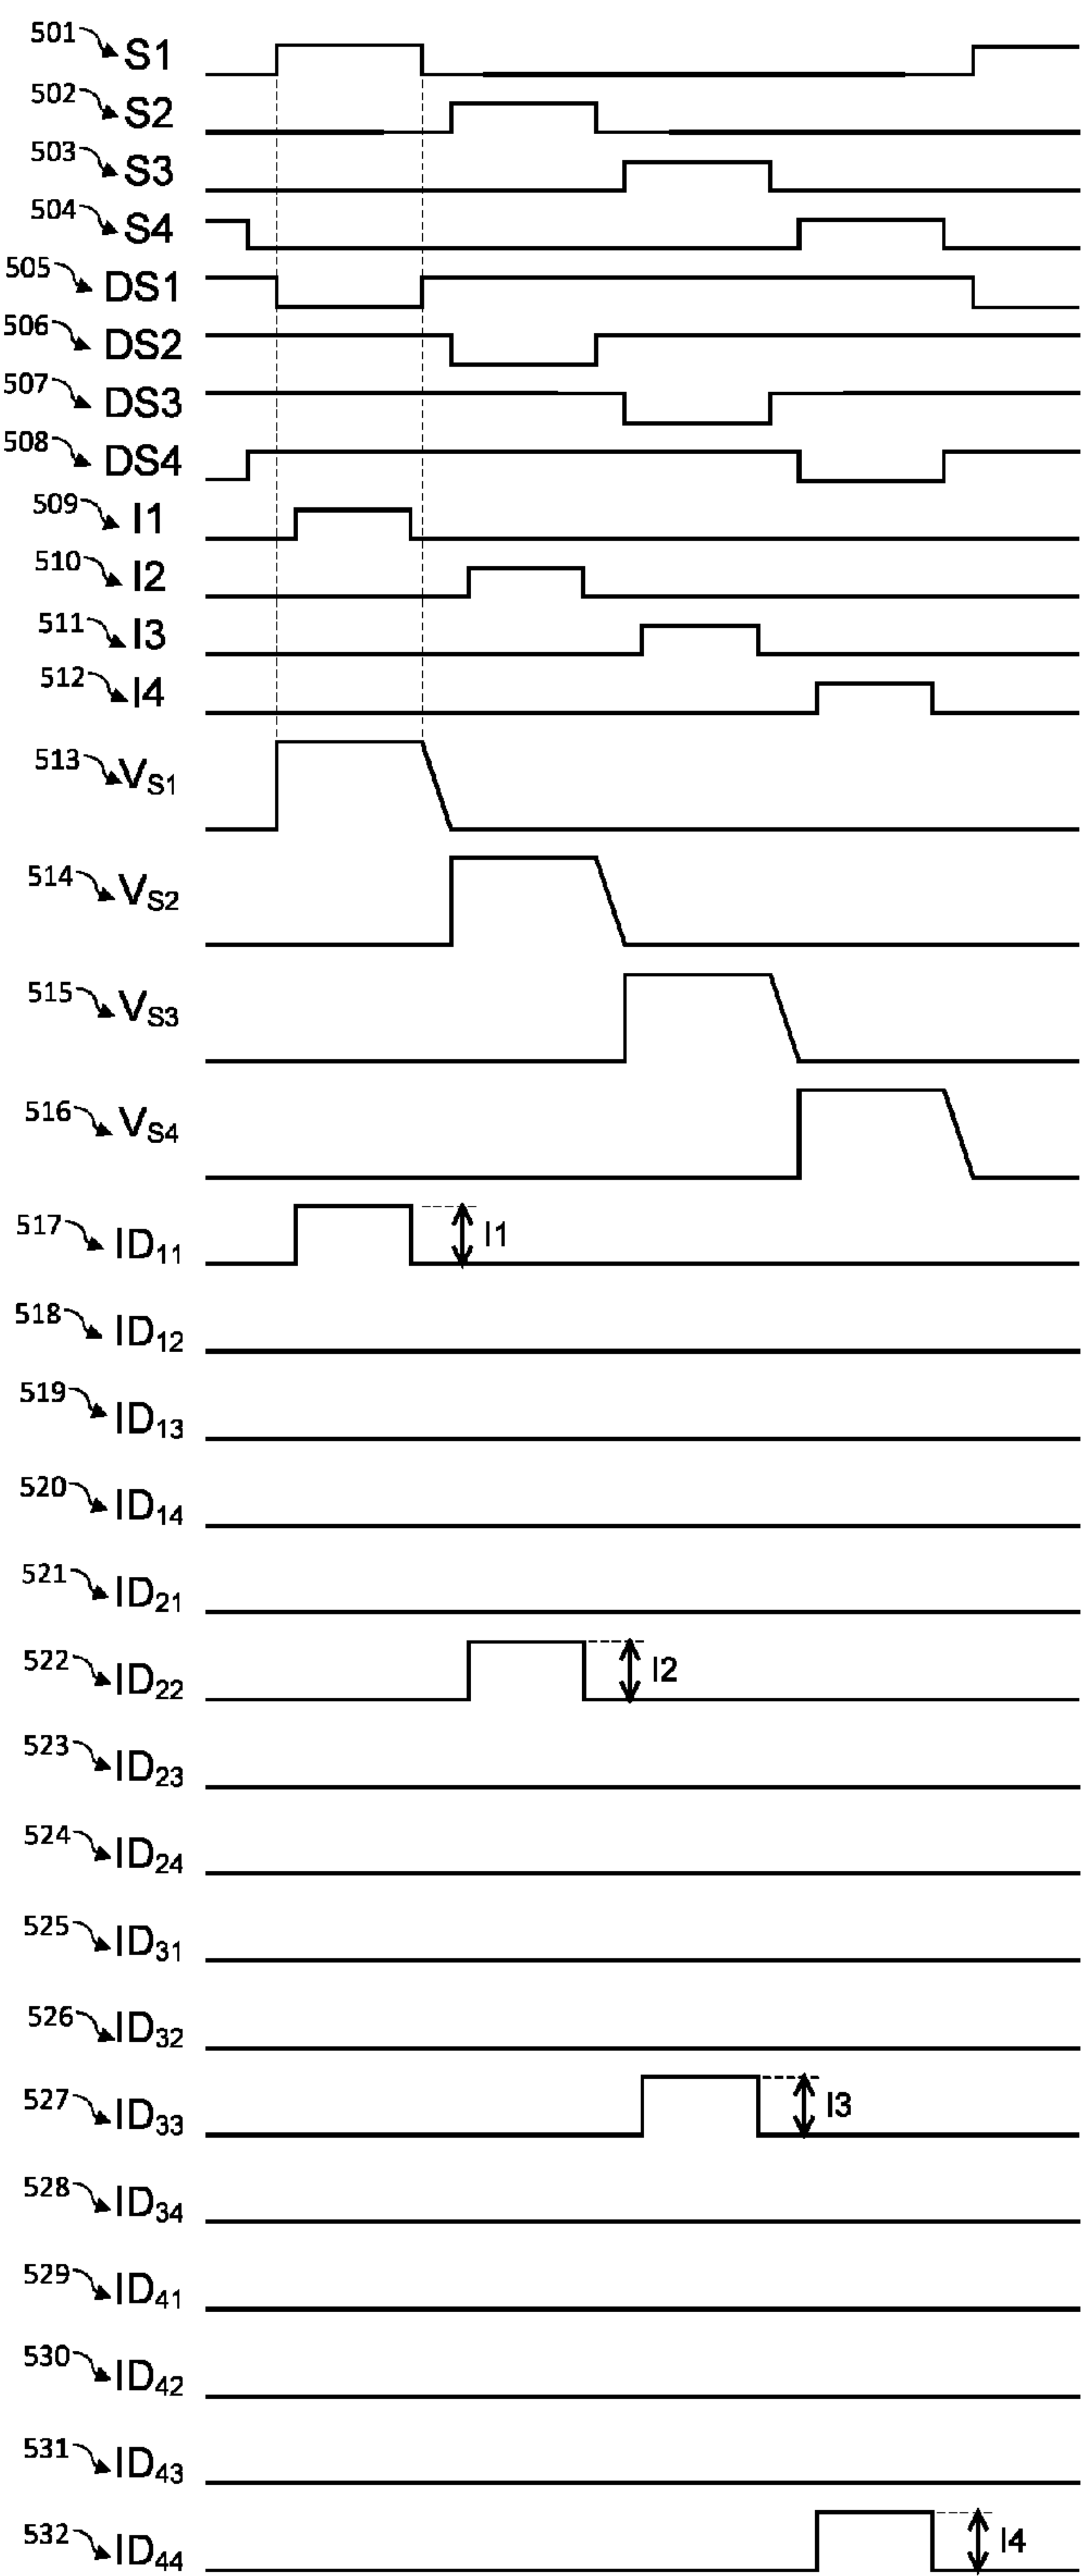 501 S1
502 S2
503 S3
504 S4
505 DS1
506 DS2
507 DS3
508 DS4
509 I1
510 I2
511 I3
512 I4
513 VS1
514 VS2
515 VS3
516 VS4
517 ID11 I1
518 ID12
519 ID13
520 ID14
521 ID21
522 ID22 I2
523 ID23
524 ID24
525 ID31
526 ID32
527 ID33 I3
528 ID34
529 ID41
530 ID42
531 ID43
532 ID44 I4